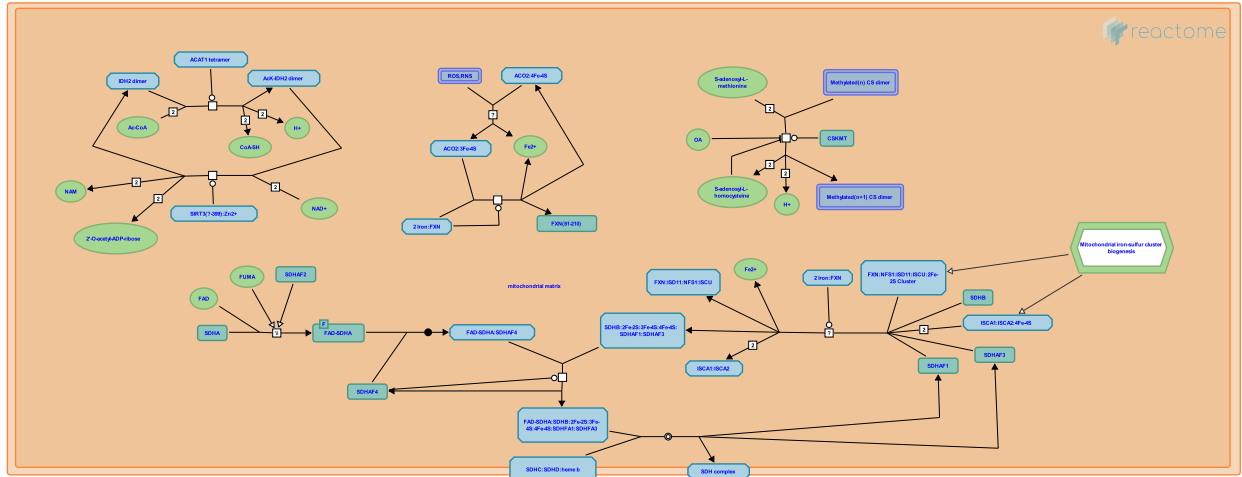 reactome
ACAT1 tetramer
IDH2 dimer
AcK-IDH2 dimer
2
2
2
Ac-CoA
CoA-SH
H+
NAM
2
2
2
SIRT3(?-399)::Zn2+
NAD+
2'-O-acetyl-ADP-ribose
ROS,RNS
ACO2:4Fe-4S
?
ACO2:3Fe-4S
Fe2+
2 Iron::FXN
FXN(81-210)
S-adenosyl-L-
methionine
Methylated(n) CS dimer
2
OA
CSKMT
2
2
S-adenosyl-L-
homocysteine
H+
Methylated(n+1) CS dimer
Mitochondrial iron-sulfur cluster
biogenesis
FUMA
SDHAF2
FAD
SDHA
F
FAD-SDHA
mitochondrial matrix
FAD-SDHA:SDHAF4
SDHAF4
SDHB:2Fe-2S:3Fe-4S:4Fe-4S:
SDHAF1:SDHAF3
FXN:ISD11:NFS1:ISCU
Fe2+
2 Iron::FXN
FXN:NFS1:ISD11:ISCU:2Fe-
2S Cluster
SDHB
?
2
ISCA1:ISCA2:4Fe-4S
2
ISCA1:ISCA2
SDHAF1
SDHAF3
FAD-SDHA:SDHB:2Fe-2S:3Fe-
4S:4Fe-4S:SDHFA1:SDHFA3
SDHC:SDHD:heme b
SDH complex